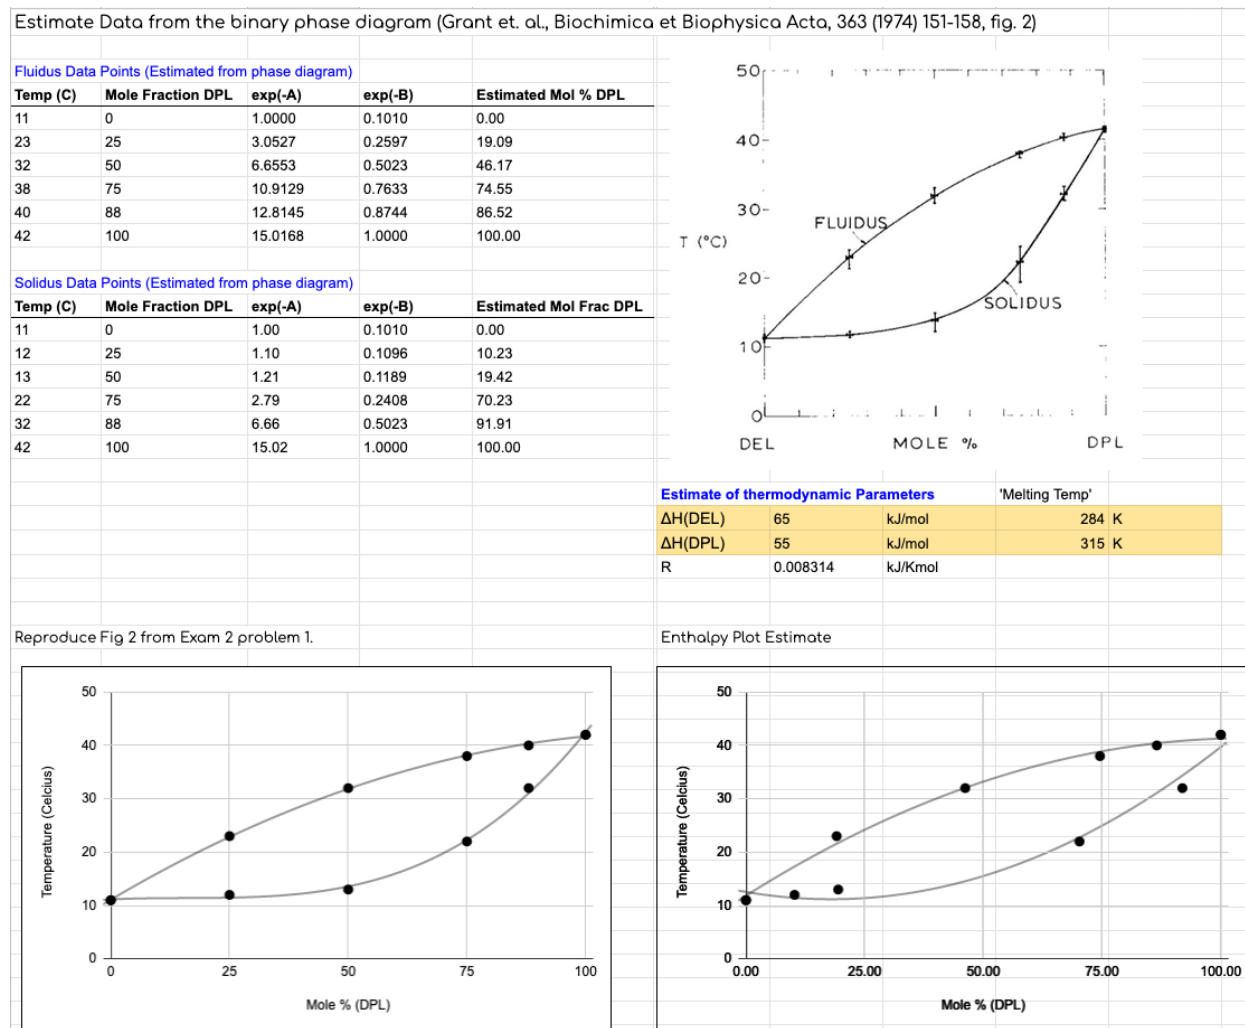 Estimate Data from the binary phase diagram (Grant et. al., Biochimica et Biophysica Acta, 363 (1974) 151-158, fig. 2)
Fluidus Data Points (Estimated from phase diagram)
Temp (C) Mole Fraction DPL exp(-A) exp(-B) Estimated Mol % DPL
11 0 1.0000 0.1010 0.00
23 25 3.0527 0.2597 19.09
32 50 6.6553 0.5023 46.17
38 75 10.9129 0.7633 74.55
40 88 12.8145 0.8744 86.52
42 100 15.0168 1.0000 100.00
Solidus Data Points (Estimated from phase diagram)
Temp (C) Mole Fraction DPL exp(-A) exp(-B) Estimated Mol Frac DPL
11 0 1.00 0.1010 0.00
12 25 1.10 0.1096 10.23
13 50 1.21 0.1189 19.42
22 75 2.79 0.2408 70.23
32 88 6.66 0.5023 91.91
42 100 15.02 1.0000 100.00
50
40
30
T (°C)
20
10
0
FLUIDUS
SOLIDUS
DEL MOLE % DPL
Estimate of thermodynamic Parameters 'Melting Temp'
ΔH(DEL) 65 kJ/mol 284 K
ΔH(DPL) 55 kJ/mol 315 K
R 0.008314 kJ/Kmol
Reproduce Fig 2 from Exam 2 problem 1.
50
40
30
20
10
0
Temperature (Celcius)
0 25 50 75 100
Mole % (DPL)
Enthalpy Plot Estimate
50
40
30
20
10
0
Temperature (Celcius)
0.00 25.00 50.00 75.00 100.00
Mole % (DPL)